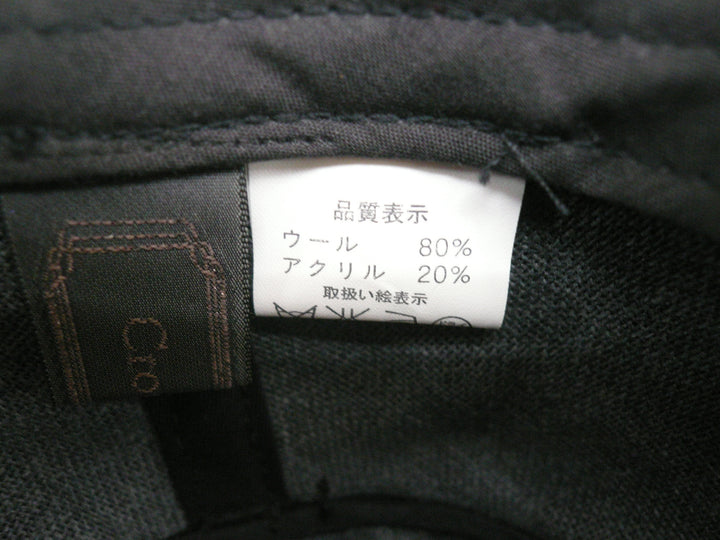 品質表示
ウール 80%
アクリル 20%
取扱い絵表示
Cro